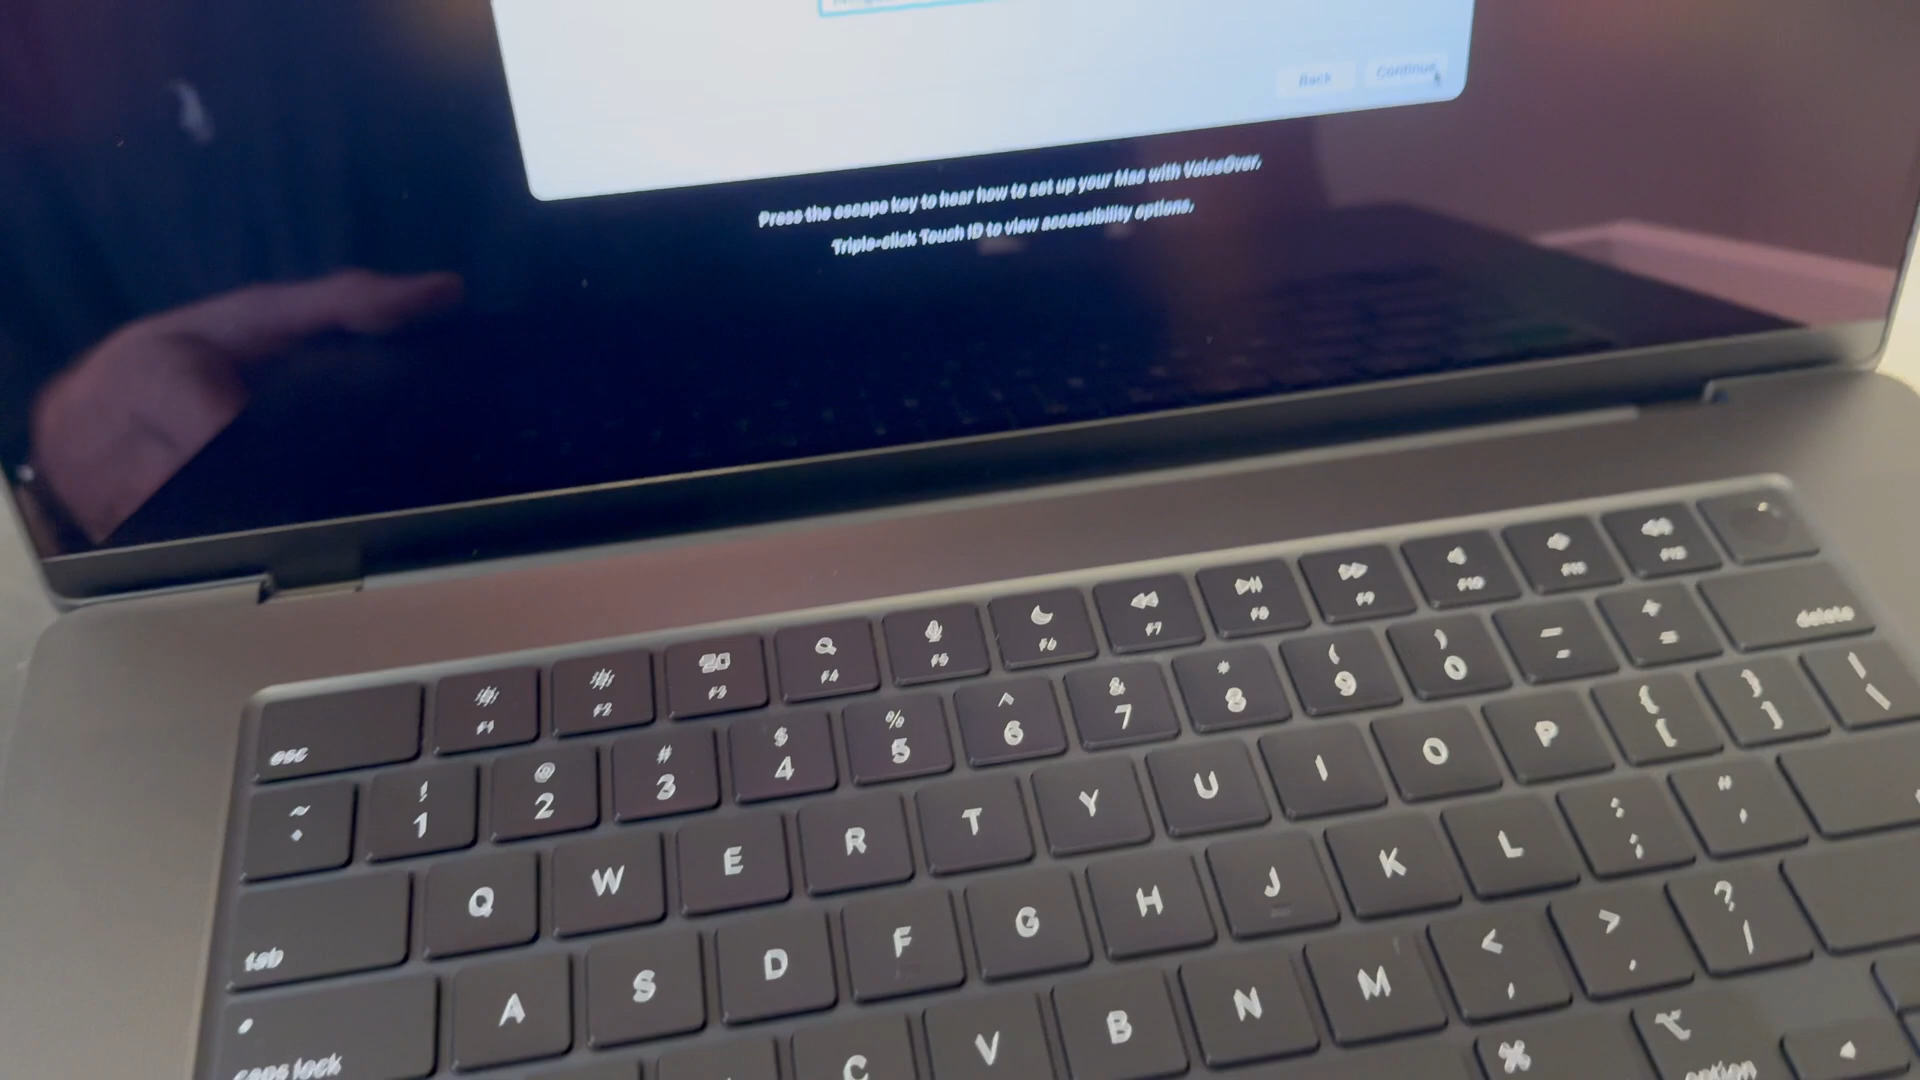 Back Continue
Press the escape key to hear how to set up your Mac with VoiceOver.
Triple-click Touch ID to view accessibility options.
esc F1 F2 F3 F4 F5 F6 F7 F8 F9 F10 F11 F12
~ ! @ # $ % ^ & * ( ) _ +
` 1 2 3 4 5 6 7 8 9 0 - = delete
tab Q W E R T Y U I O P { [ } ] | \
caps lock A S D F G H J K L : ; " '
C V B N M < , > . ? /
⌘ ⌥ option